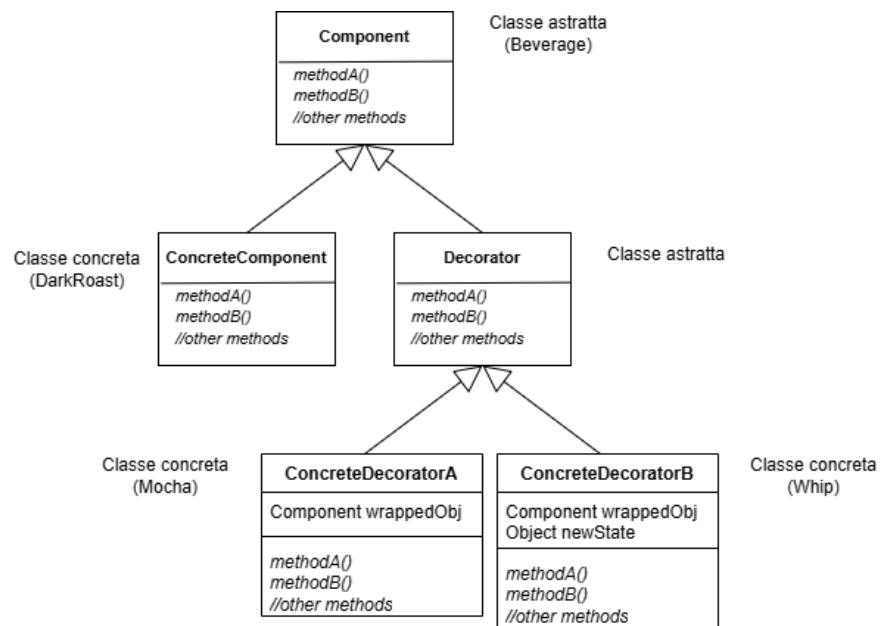 Component
methodA()
methodB()
//other methods
Classe astratta
(Beverage)
Classe concreta
(DarkRoast)
ConcreteComponent
methodA()
methodB()
//other methods
Decorator
methodA()
methodB()
//other methods
Classe astratta
Classe concreta
(Mocha)
ConcreteDecoratorA
Component wrappedObj
methodA()
methodB()
//other methods
ConcreteDecoratorB
Component wrappedObj
Object newState
methodA()
methodB()
//other methods
Classe concreta
(Whip)